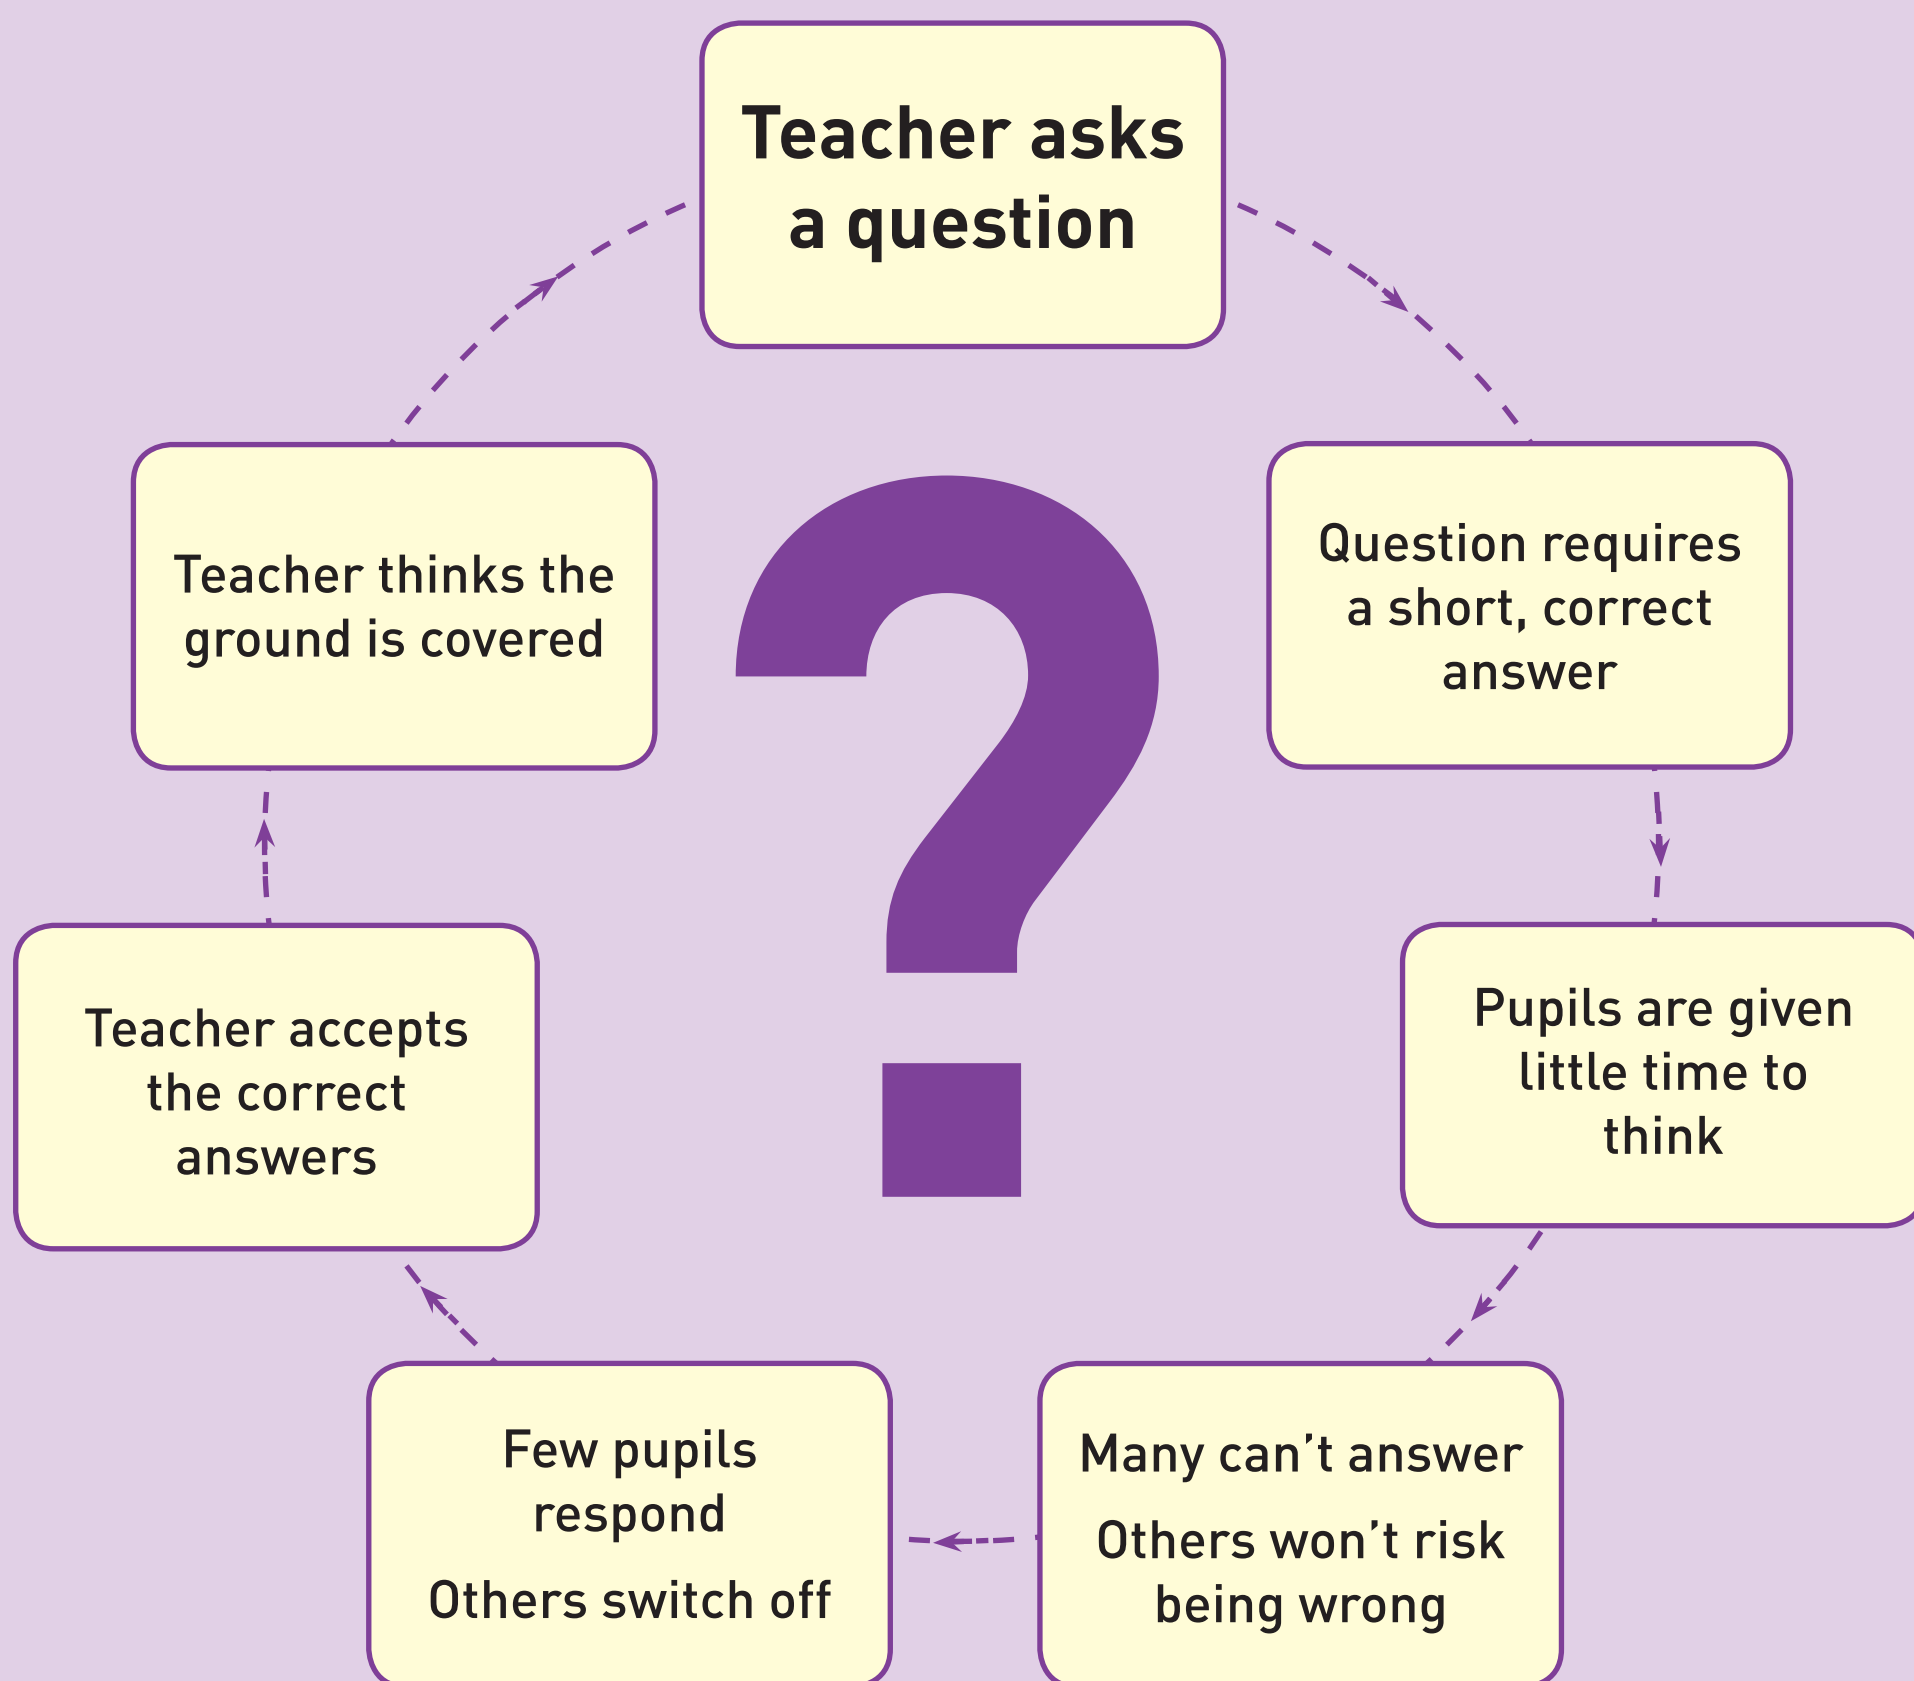 Teacher asks
a question
Question requires
a short, correct
answer
Pupils are given
little time to
think
Many can’t answer
Others won’t risk
being wrong
Few pupils
respond
Others switch off
Teacher accepts
the correct
answers
Teacher thinks the
ground is covered
?